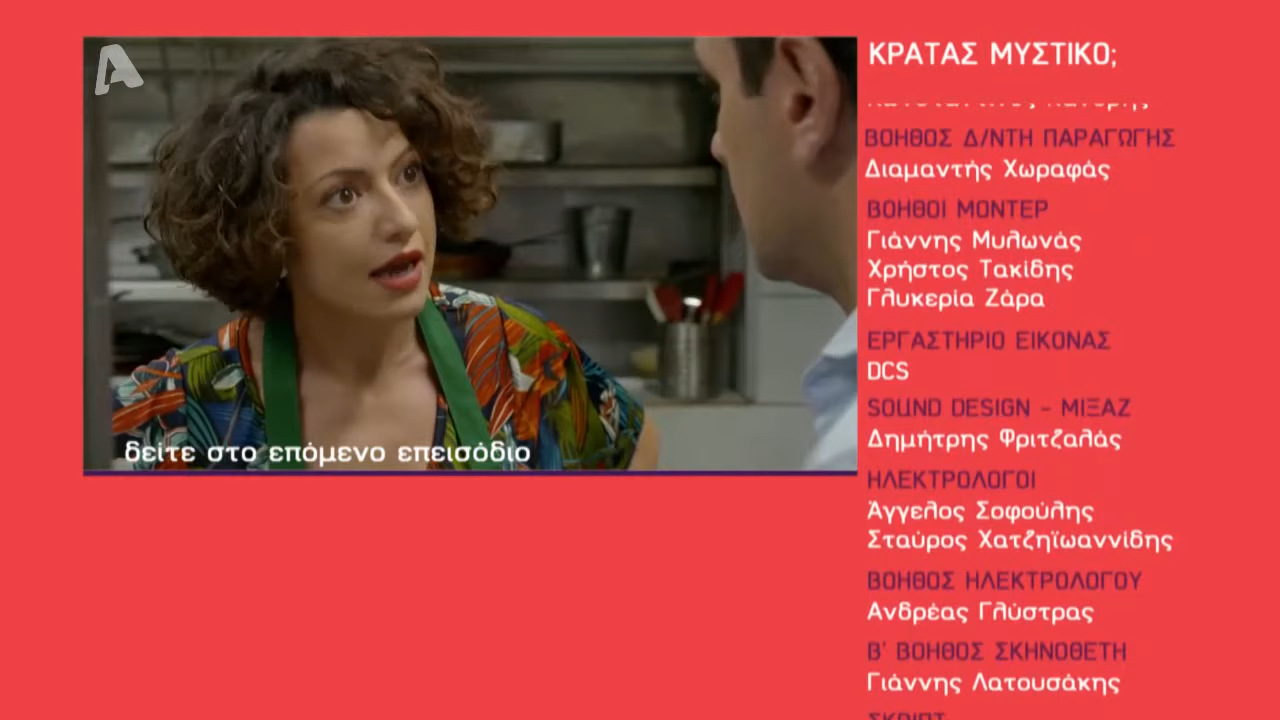 ΚΡΑΤΑΣ ΜΥΣΤΙΚΟ;
ΒΟΗΘΟΣ Δ/ΝΤΗ ΠΑΡΑΓΩΓΗΣ
Διαμαντής Χωραφάς
ΒΟΗΘΟΙ ΜΟΝΤΕΡ
Γιάννης Μυλωνάς
Χρήστος Τακίδης
Γλυκερία Ζάρα
ΕΡΓΑΣΤΗΡΙΟ ΕΙΚΟΝΑΣ
DCS
SOUND DESIGN - ΜΙΞΑΖ
Δημήτρης Φριτζαλάς
ΗΛΕΚΤΡΟΛΟΓΟΙ
Άγγελος Σοφούλης
Σταύρος Χατζηϊωαννίδης
ΒΟΗΘΟΣ ΗΛΕΚΤΡΟΛΟΓΟΥ
Ανδρέας Γλύστρας
Β' ΒΟΗΘΟΣ ΣΚΗΝΟΘΕΤΗ
Γιάννης Λατουσάκης
δείτε στο επόμενο επεισόδιο